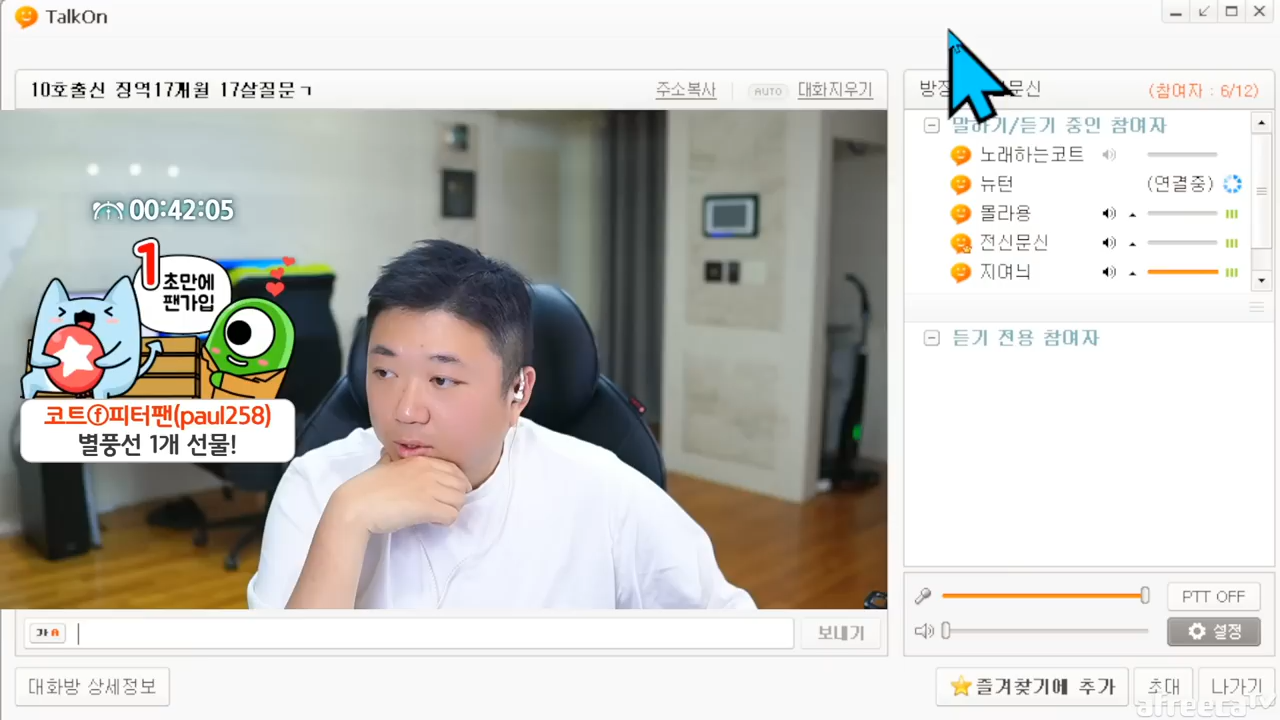 TalkOn
10호출신 징역17개월 17살질문ㄱ
주소복사
AUTO
대화지우기
(참여자 : 6/12)
말하기/듣기 중인 참여자
노래하는코트
뉴턴
(연결중)
몰라용
전신문신
지여닉
듣기 전용 참여자
00:42:05
1
초만에
팬가입
코트ⓕ피터팬(paul258)
별풍선 1개 선물!
가A
보내기
PTT OFF
설정
대화방 상세정보
즐겨찾기에 추가
초대
나가기
afreecaTV